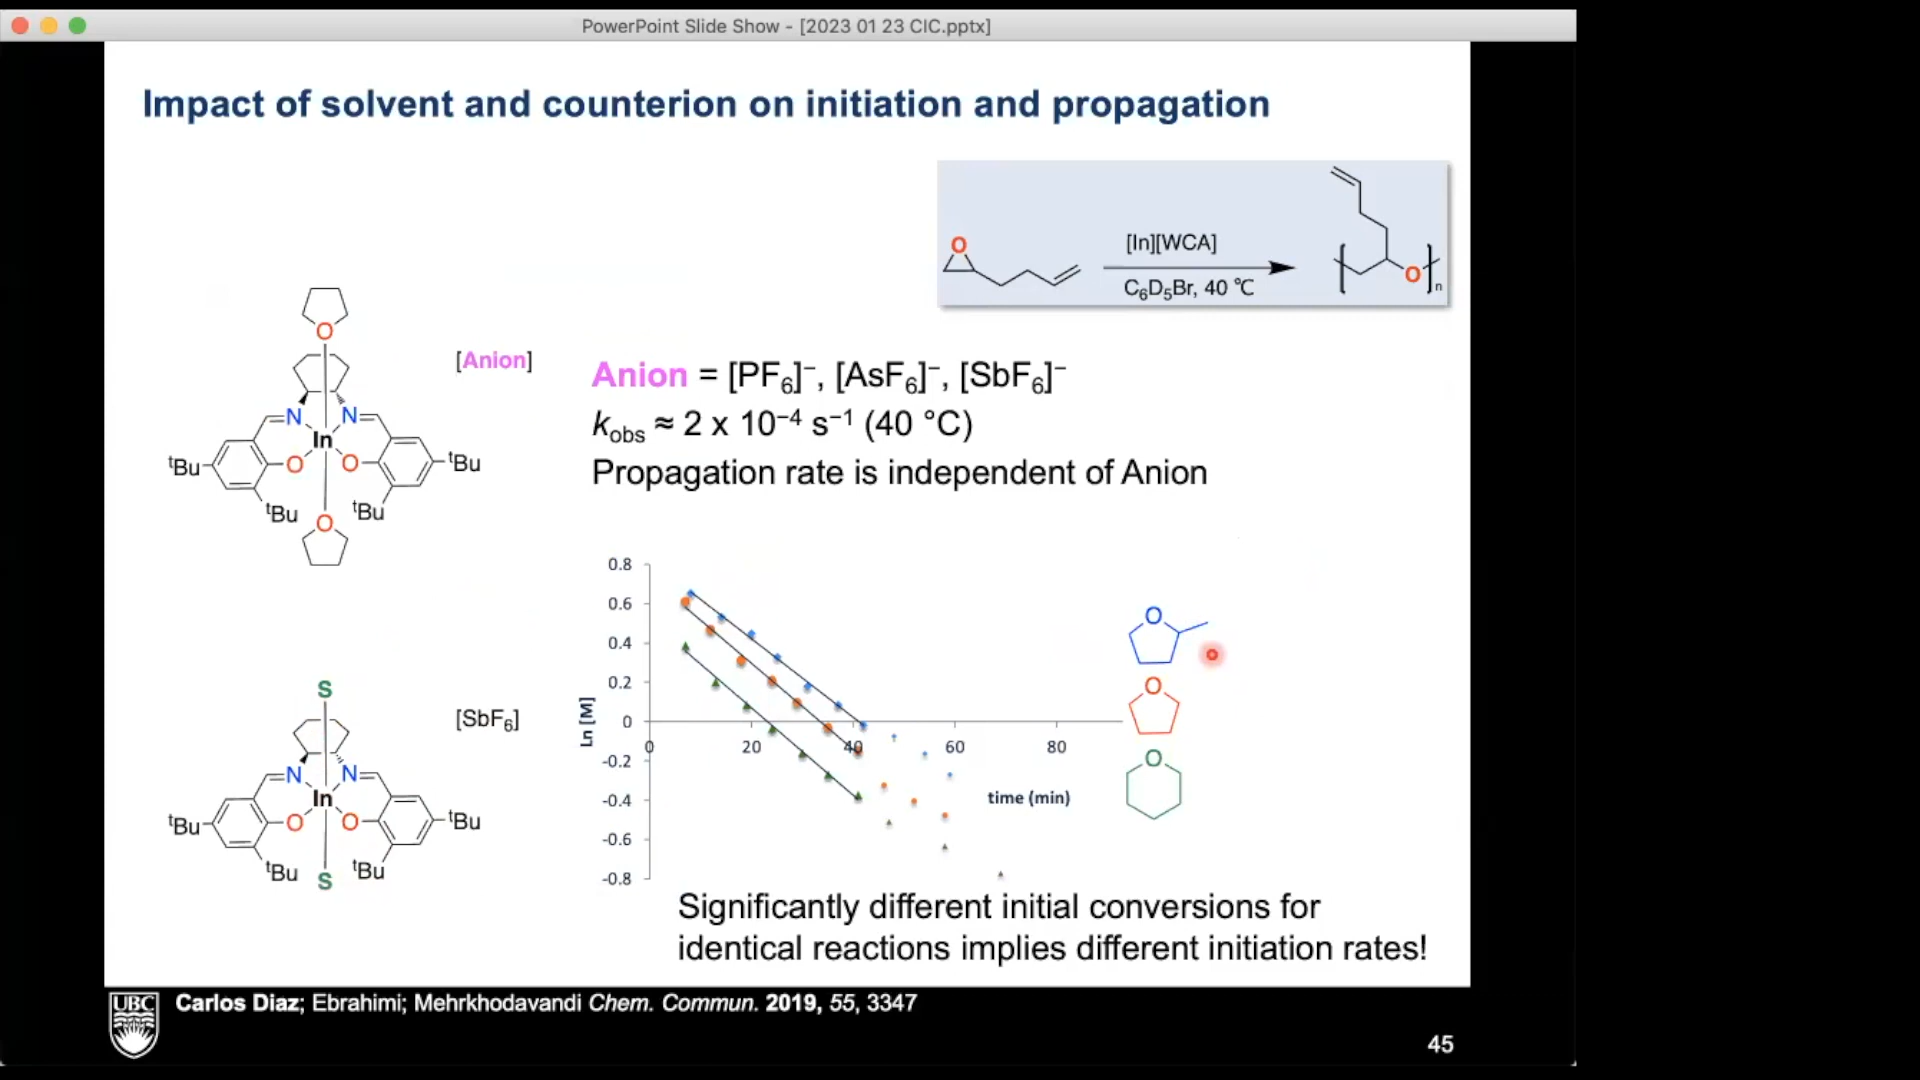 PowerPoint Slide Show - [2023 01 23 CIC.pptx]
Impact of solvent and counterion on initiation and propagation
O
[In][WCA]
C₆D₅Br, 40 °C
O
n
O
[Anion]
N N
In
O O
ᵗBu ᵗBu
ᵗBu ᵗBu
O
Anion = [PF₆]⁻, [AsF₆]⁻, [SbF₆]⁻
k_obs ≈ 2 x 10⁻⁴ s⁻¹ (40 °C)
Propagation rate is independent of Anion
S
[SbF₆]
N N
In
O O
ᵗBu ᵗBu
ᵗBu ᵗBu
S
Ln [M]
0.8
0.6
0.4
0.2
0
-0.2
-0.4
-0.6
-0.8
0 20 40 60 80
time (min)
O
O
O
Significantly different initial conversions for
identical reactions implies different initiation rates!
UBC
Carlos Diaz; Ebrahimi; Mehrkhodavandi Chem. Commun. 2019, 55, 3347
45